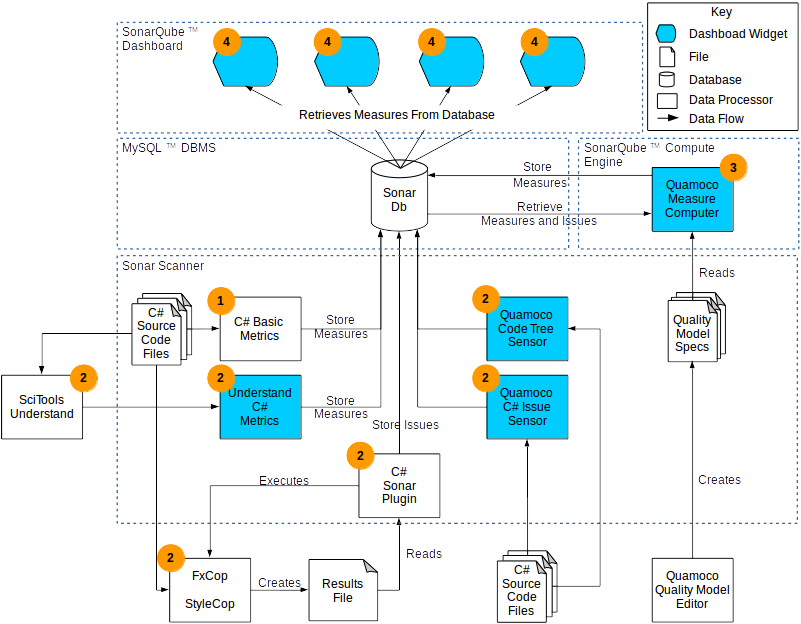 SonarQube ™
Dashboard
4
4
4
4
Retrieves Measures From Database
Key
Dashboad Widget
File
Database
Data Processor
Data Flow
MySQL ™ DBMS
Sonar
Db
SonarQube ™ Compute
Engine
3
Store
Measures
Retrieve
Measures and Issues
Quamoco
Measure
Computer
Sonar Scanner
Reads
C#
Source
Code
Files
1
C# Basic
Metrics
Store
Measures
2
Quamoco
Code Tree
Sensor
Quality
Model
Specs
2
SciTools
Understand
2
Understand
C#
Metrics
Store
Measures
Store Issues
2
Quamoco
C# Issue
Sensor
2
C#
Sonar
Plugin
Executes
Creates
2
FxCop
StyleCop
Creates
Results
File
Reads
C#
Source
Code
Files
Quamoco
Quality Model
Editor